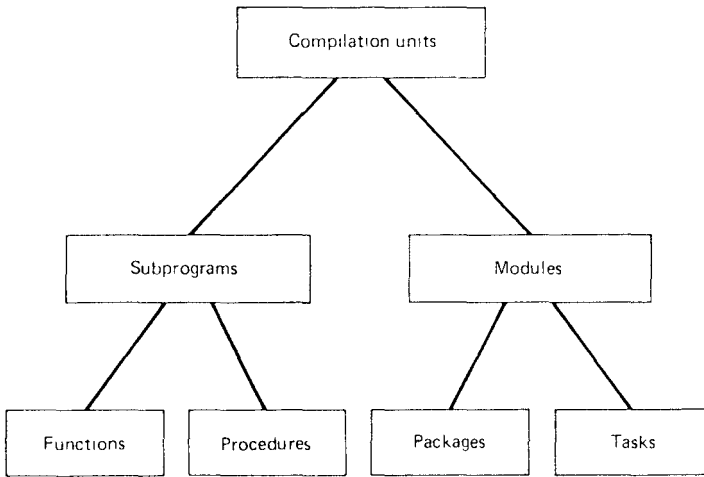 Compilation units
Subprograms
Modules
Functions
Procedures
Packages
Tasks